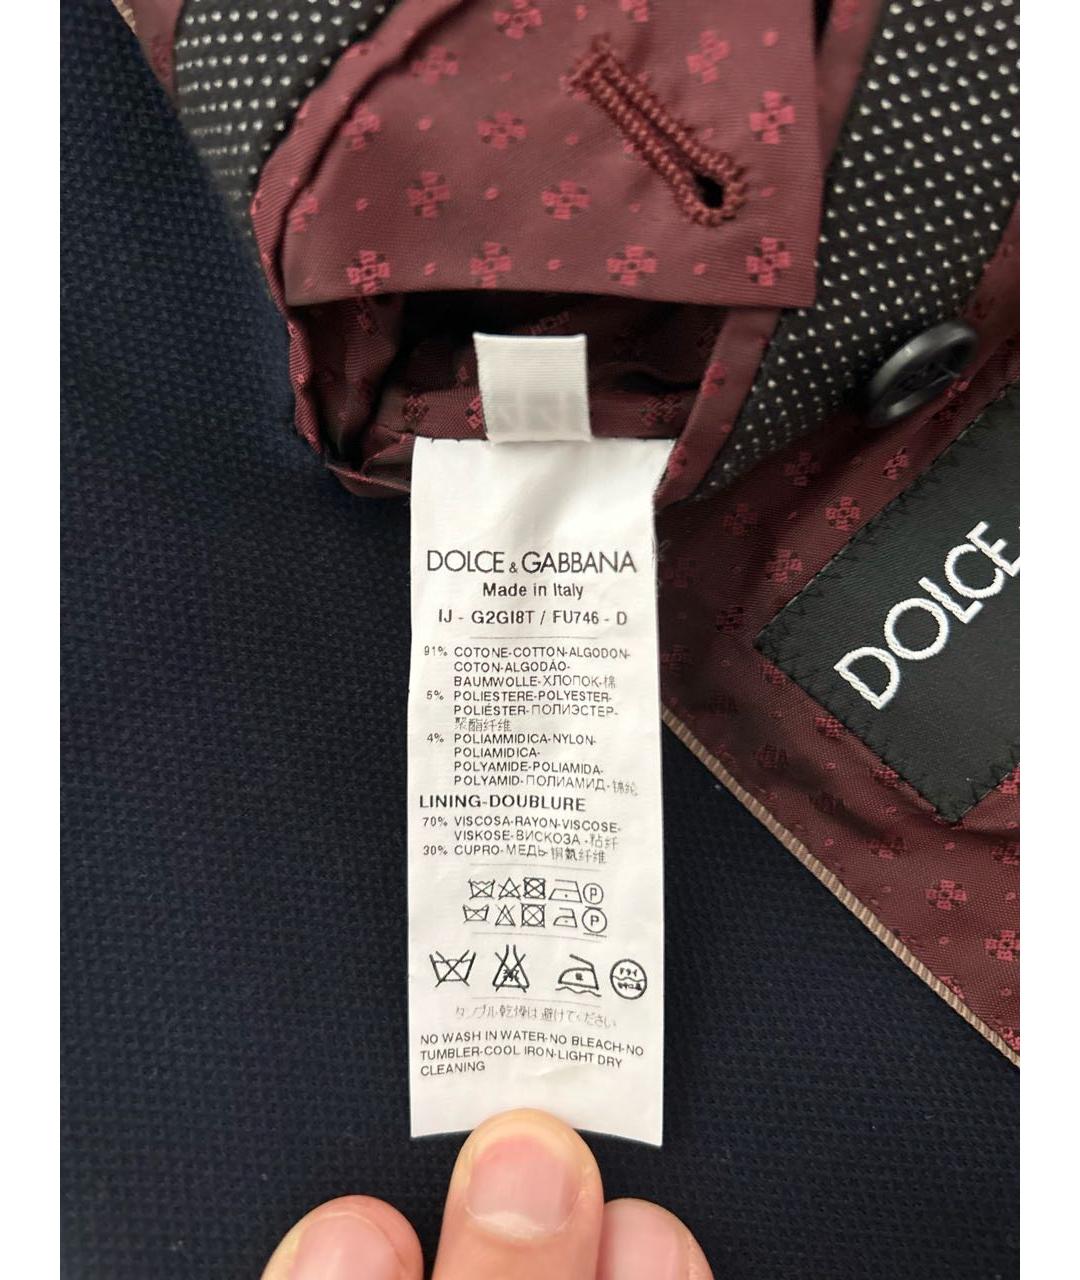 DOLCE & GABBANA
Made in Italy
IJ - G2GI8T / FU746 - D
91% COTONE-COTTON-ALGODON-
COTON-ALGODÃO-
BAUMWOLLE-ХЛОПОК-棉
5% POLIESTERE-POLYESTER-
POLIÉSTER-ПОЛИЭСТЕР-
聚酯纤维
4% POLIAMMIDICA-NYLON-
POLIAMIDICA-
POLYAMIDE-POLIAMIDA-
POLYAMID-ПОЛИАМИД-锦纶
LINING-DOUBLURE
70% VISCOSA-RAYON-VISCOSE-
VISKOSE-ВИСКОЗА-粘纤
30% CUPRO-МЕДЬ-铜氨纤维
P
P
ドライ
タンブル乾燥は避けてください
NO WASH IN WATER-NO BLEACH-NO
TUMBLER-COOL IRON-LIGHT DRY
CLEANING
DOLCE